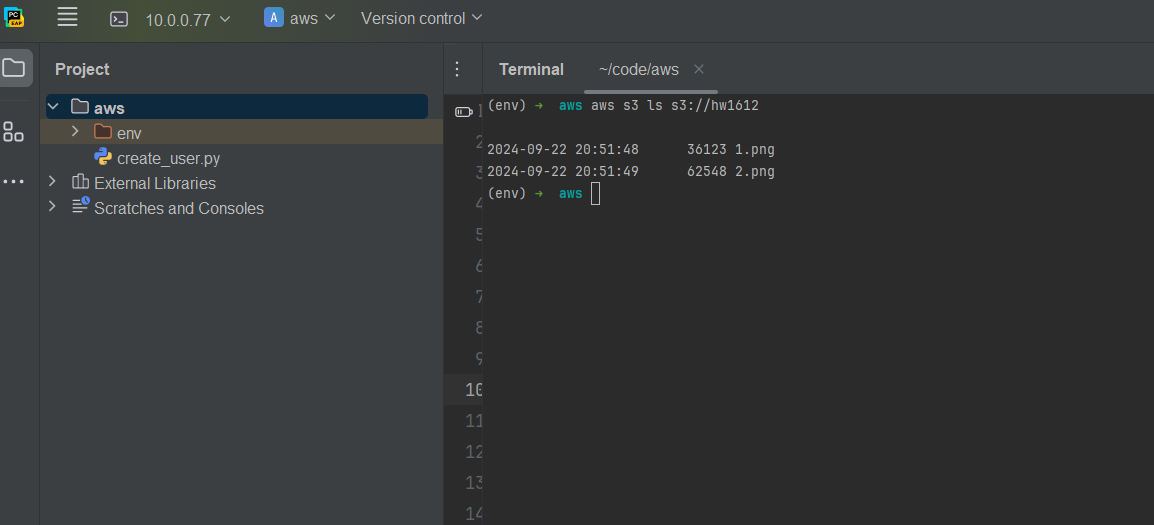 PC
EAP
10.0.0.77
A aws
Version control
Project
Terminal
~/code/aws
aws
env
create_user.py
External Libraries
Scratches and Consoles
(env) → aws aws s3 ls s3://hw1612
2024-09-22 20:51:48 36123 1.png
2024-09-22 20:51:49 62548 2.png
(env) → aws
2
3
4
5
6
7
8
9
10
11
12
13
14